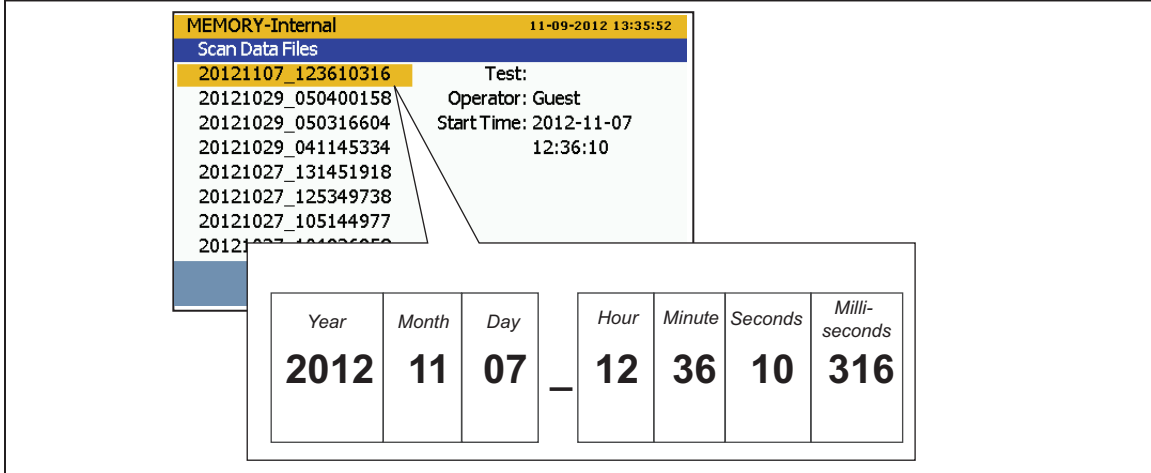 MEMORY-Internal 11-09-2012 13:35:52
Scan Data Files
20121107_123610316 Test:
20121029_050400158 Operator: Guest
20121029_050316604 Start Time: 2012-11-07
20121029_041145334 12:36:10
20121027_131451918
20121027_125349738
20121027_105144977
Year Month Day Hour Minute Seconds Milli-
seconds
2012 11 07 _ 12 36 10 316